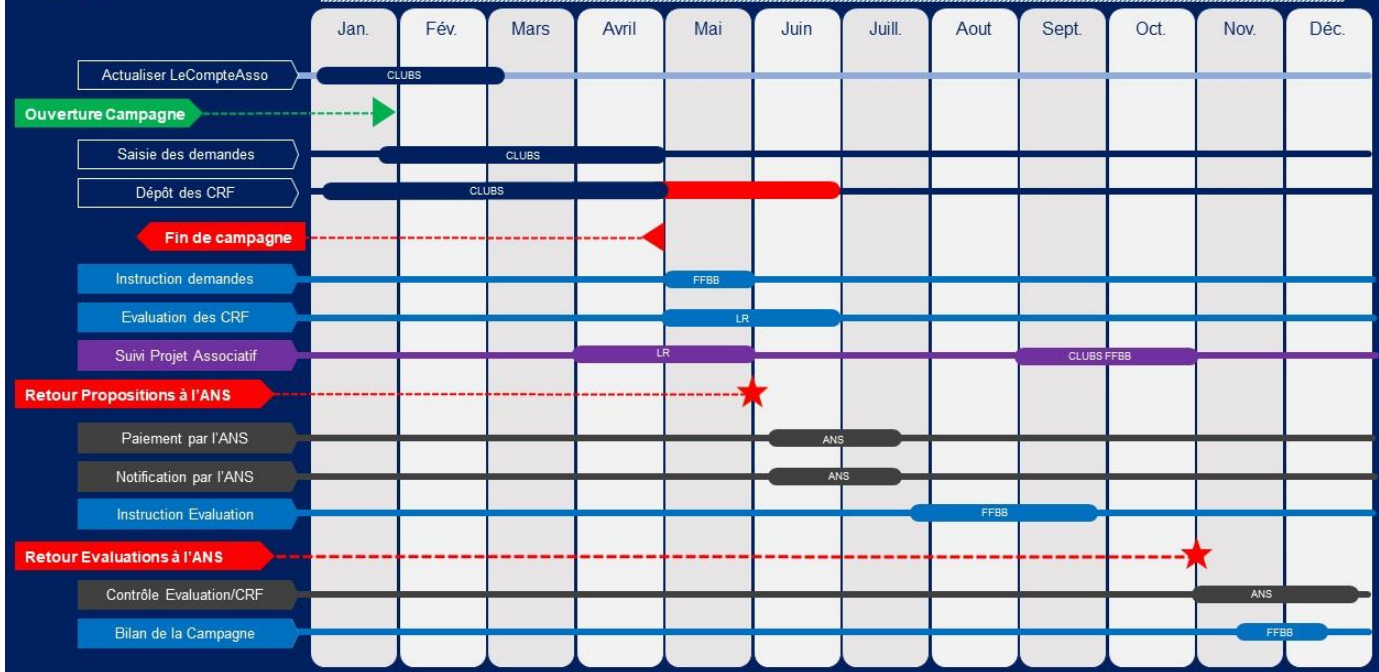 Jan. Fév. Mars Avril Mai Juin Juill. Aout Sept. Oct. Nov. Déc.
Actualiser LeCompteAsso CLUBS
Ouverture Campagne
Saisie des demandes CLUBS
Dépôt des CRF CLUBS
Fin de campagne
Instruction demandes FFBB
Evaluation des CRF LR
Suivi Projet Associatif LR CLUBS FFBB
Retour Propositions à l'ANS
Paiement par l'ANS ANS
Notification par l'ANS ANS
Instruction Evaluation FFBB
Retour Evaluations à l'ANS
Contrôle Evaluation/CRF ANS
Bilan de la Campagne FFBB